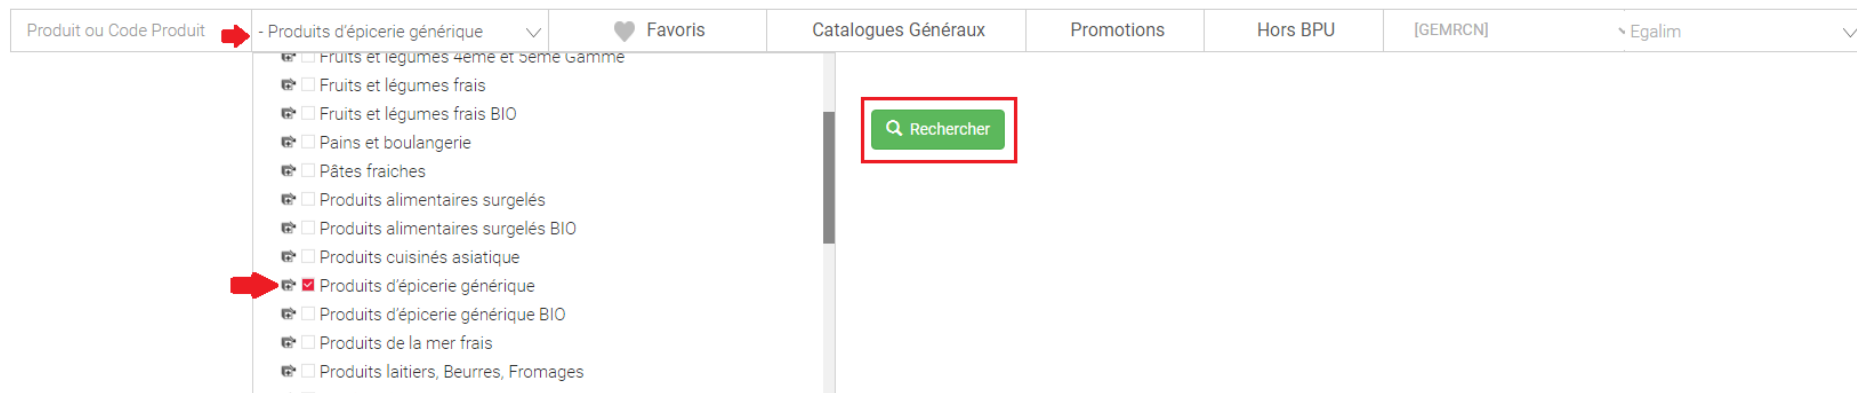 Produit ou Code Produit
- Produits d'épicerie générique
Favoris
Catalogues Généraux
Promotions
Hors BPU
[GEMRCN]
Egalim
Fruits et légumes 4ème et 5ème Gamme
Fruits et légumes frais
Fruits et légumes frais BIO
Pains et boulangerie
Pâtes fraiches
Produits alimentaires surgelés
Produits alimentaires surgelés BIO
Produits cuisinés asiatique
Produits d'épicerie générique
Produits d'épicerie générique BIO
Produits de la mer frais
Produits laitiers, Beurres, Fromages
Rechercher